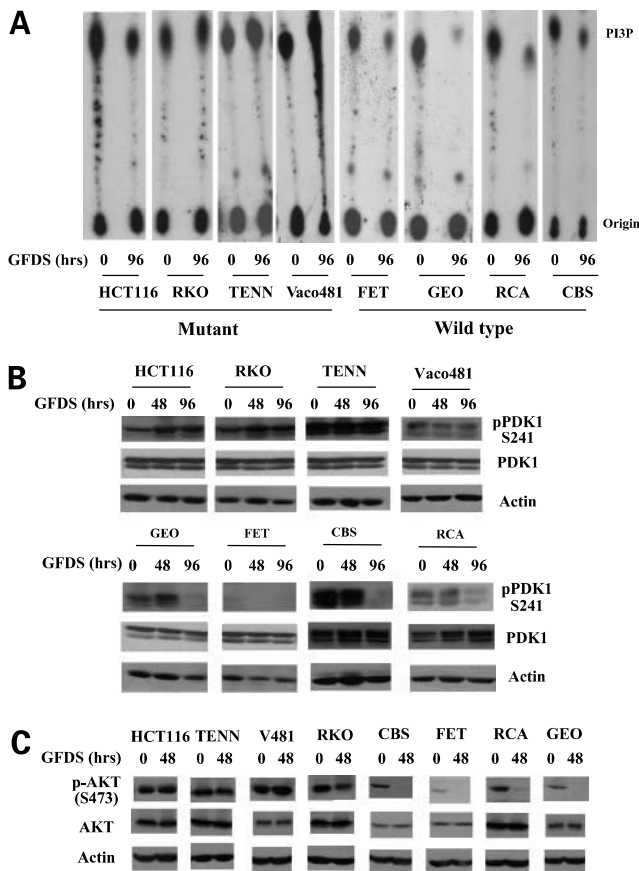 A
PI3P
Origin
GFDS (hrs) 0 96 0 96 0 96 0 96 0 96 0 96 0 96 0 96
HCT116 RKO TENN Vaco481 FET GEO RCA CBS
Mutant Wild type
B
HCT116 RKO TENN Vaco481
GFDS (hrs) 0 48 96 0 48 96 0 48 96 0 48 96
pPDK1
S241
PDK1
Actin
GEO FET CBS RCA
GFDS (hrs) 0 48 96 0 48 96 0 48 96 0 48 96
pPDK1
S241
PDK1
Actin
C
HCT116 TENN V481 RKO CBS FET RCA GEO
GFDS (hrs) 0 48 0 48 0 48 0 48 0 48 0 48 0 48 0 48
p-AKT
(S473)
AKT
Actin